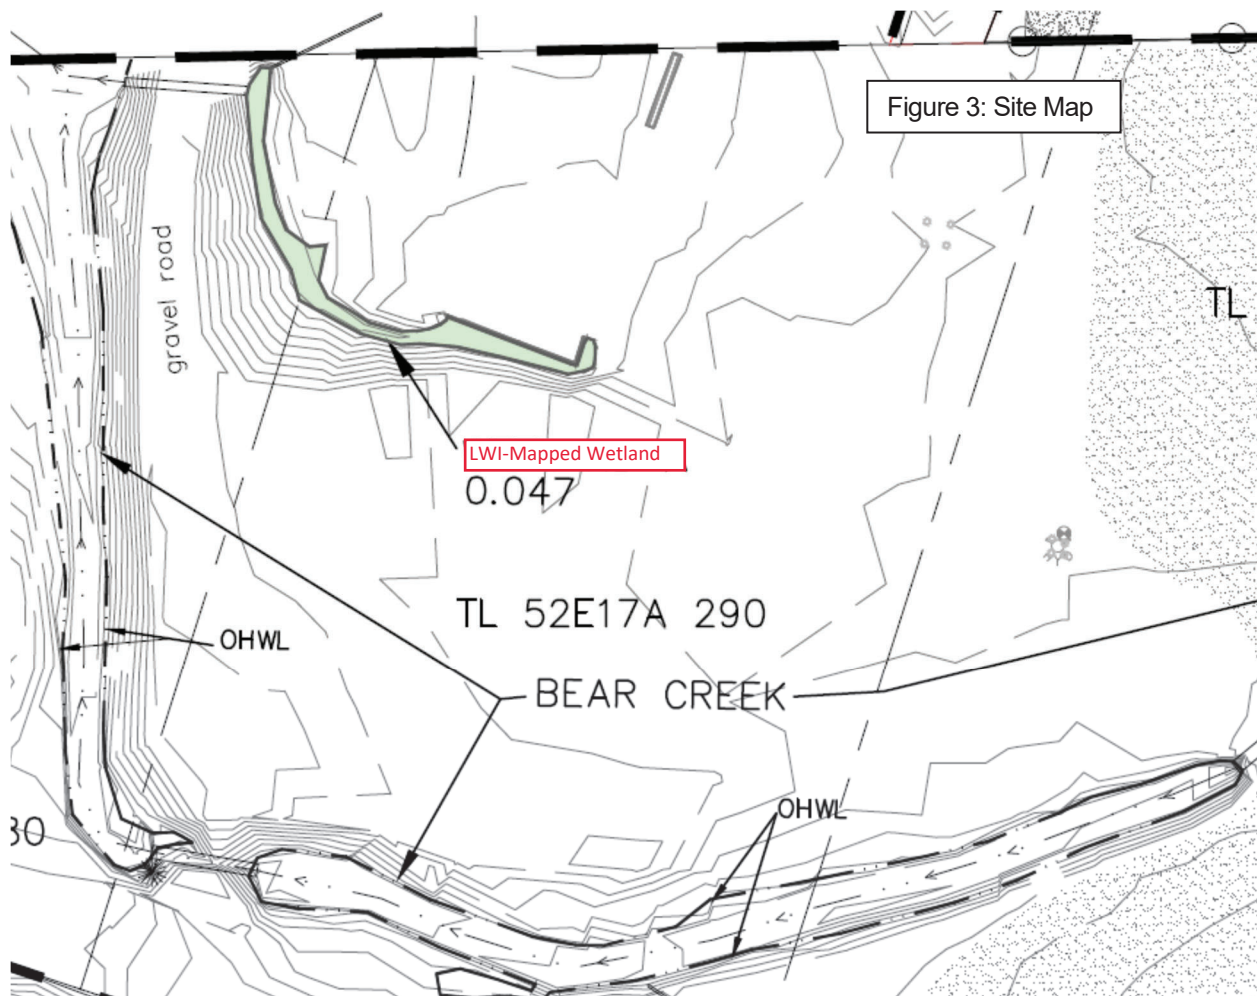 Figure 3: Site Map
gravel road
TL
LWI-Mapped Wetland
0.047
TL 52E17A 290
OHWL
BEAR CREEK
OHWL